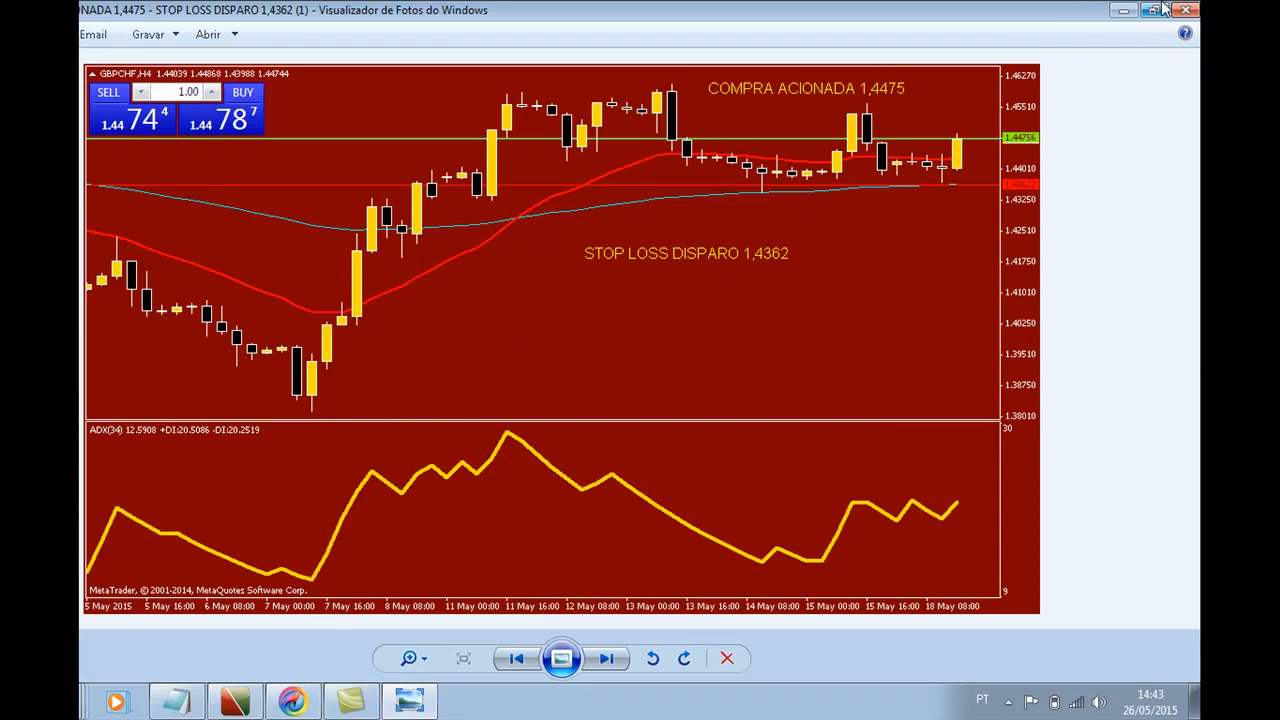 ONADA 1,4475 - STOP LOSS DISPARO 1,4362 (1) - Visualizador de Fotos do Windows
Email Gravar Abrir
GBPCHF,H4 1.44039 1.44868 1.43988 1.44744
SELL 1.00 BUY
1.44 74 4 1.44 78 7
COMPRA ACIONADA 1,4475
STOP LOSS DISPARO 1,4362
1.46270
1.45510
1.44756
1.44010
1.43622
1.43250
1.42510
1.41750
1.41010
1.40250
1.39510
1.38750
1.38010
ADX(34) 12.5908 +DI:20.5086 -DI:20.2519
30
9
MetaTrader, © 2001-2014, MetaQuotes Software Corp.
5 May 2015 5 May 16:00 6 May 08:00 7 May 00:00 7 May 16:00 8 May 08:00 11 May 00:00 11 May 16:00 12 May 08:00 13 May 00:00 13 May 16:00 14 May 08:00 15 May 00:00 15 May 16:00 18 May 08:00
PT
14:43
26/05/2015